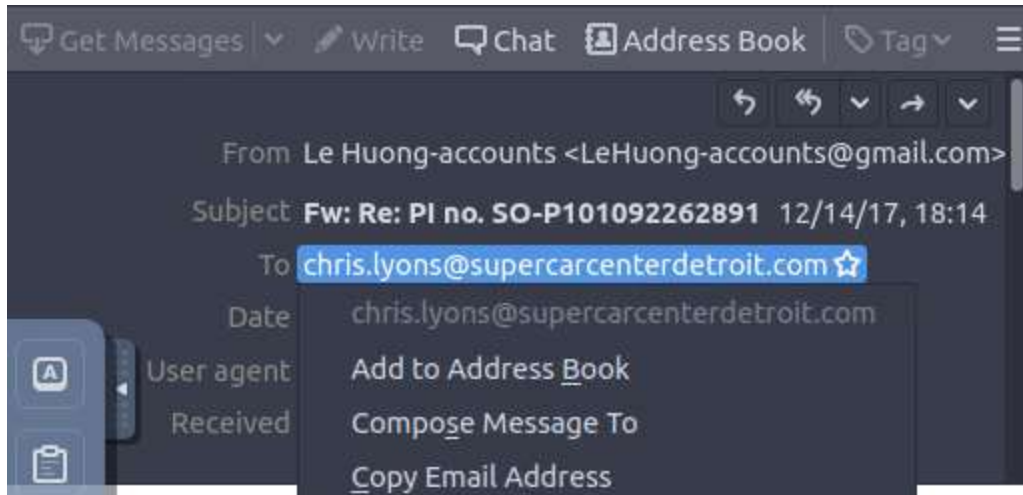 Get Messages Write Chat Address Book Tag
From Le Huong-accounts <LeHuong-accounts@gmail.com>
Subject Fw: Re: PI no. SO-P101092262891 12/14/17, 18:14
To chris.lyons@supercarcenterdetroit.com
Date chris.lyons@supercarcenterdetroit.com
A
User agent Add to Address Book
Received Compose Message To
Copy Email Address